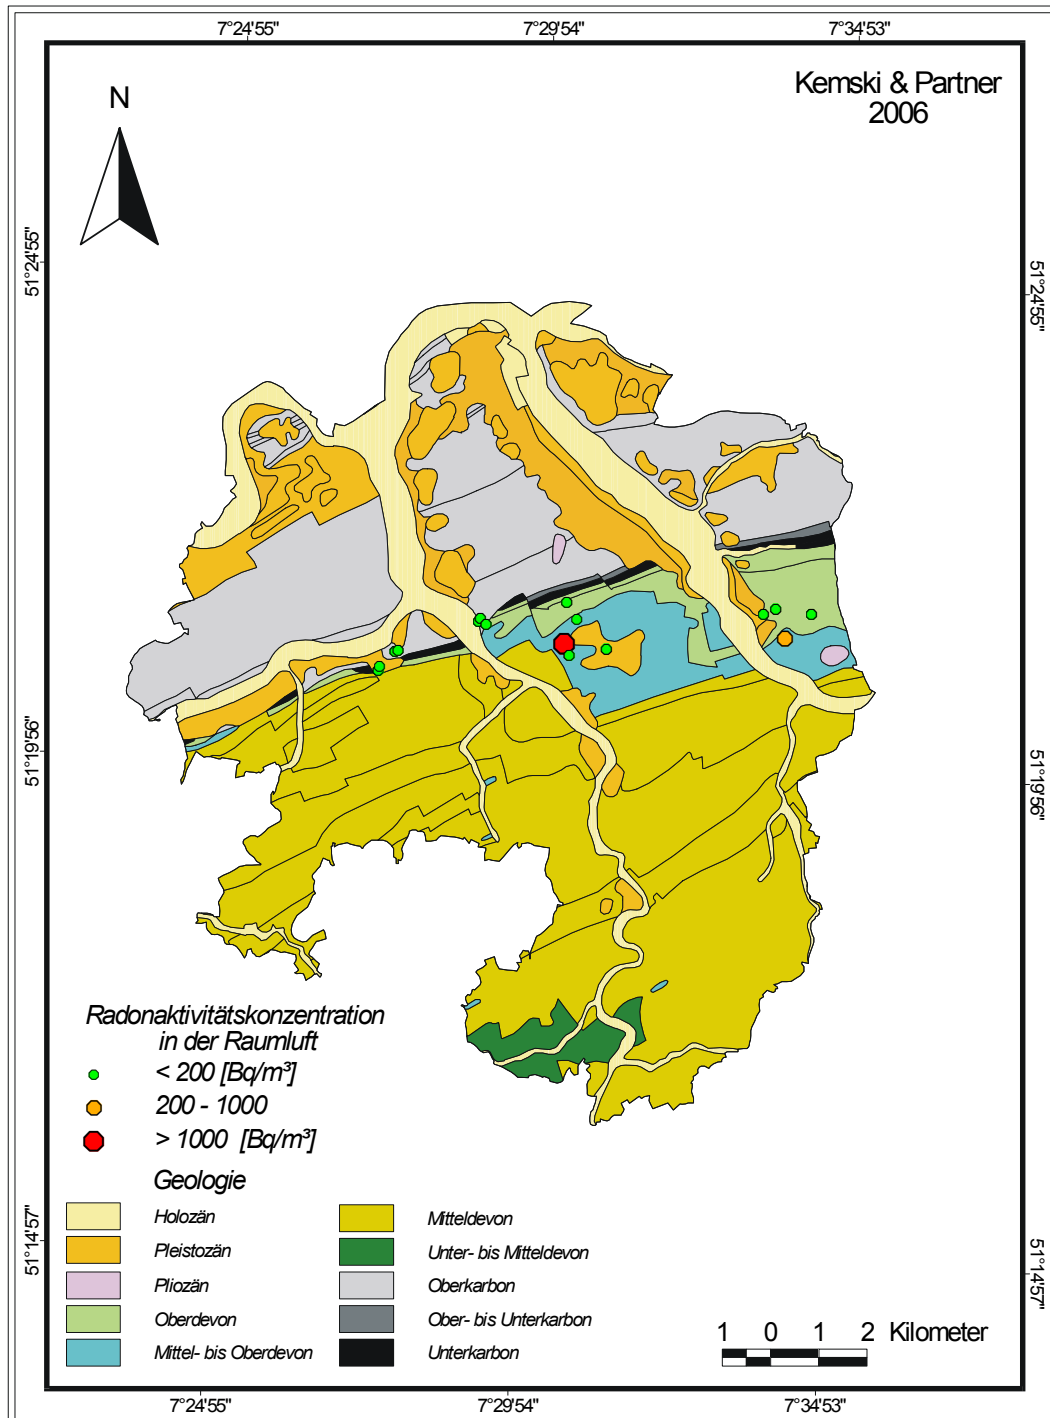 7°24'55"
7°29'54"
7°34'53"
Kemski & Partner
2006
N
51°24'55"
51°24'55"
51°19'56"
51°19'56"
Radonaktivitätskonzentration
in der Raumluft
< 200 [Bq/m³]
200 - 1000
> 1000 [Bq/m³]
Geologie
Holozän
Pleistozän
Pliozän
Oberdevon
Mittel- bis Oberdevon
Mitteldevon
Unter- bis Mitteldevon
Oberkarbon
Ober- bis Unterkarbon
Unterkarbon
51°14'57"
51°14'57"
1 0 1 2 Kilometer
7°24'55"
7°29'54"
7°34'53"